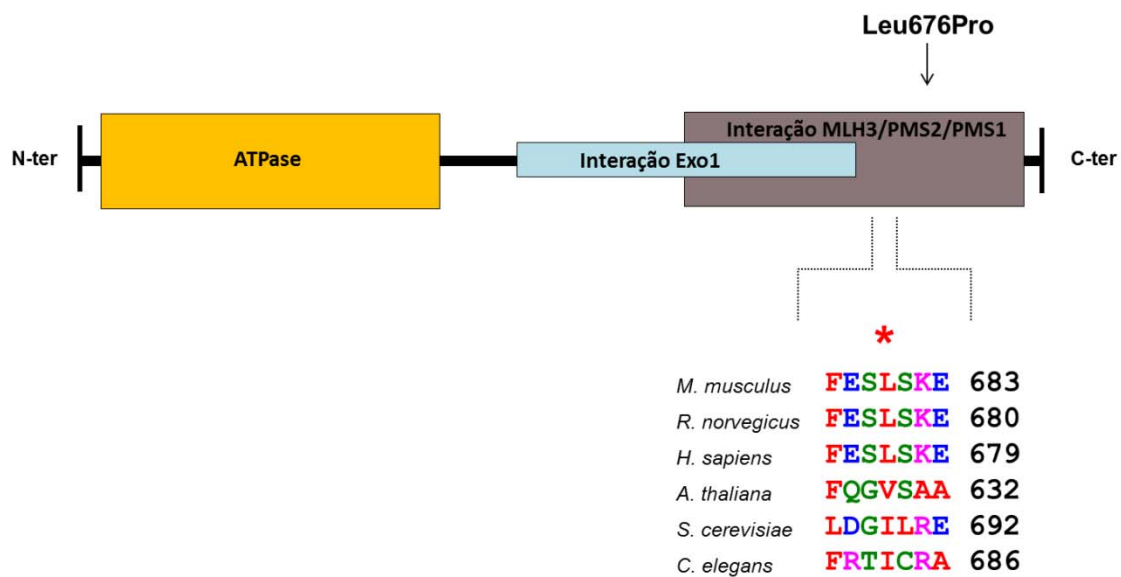 Leu676Pro
Interação MLH3/PMS2/PMS1
N-ter ATPase Interação Exo1 C-ter
*
M. musculus FESLSKE 683
R. norvegicus FESLSKE 680
H. sapiens FESLSKE 679
A. thaliana FQGVSAA 632
S. cerevisiae LDGILRE 692
C. elegans FRTICRA 686